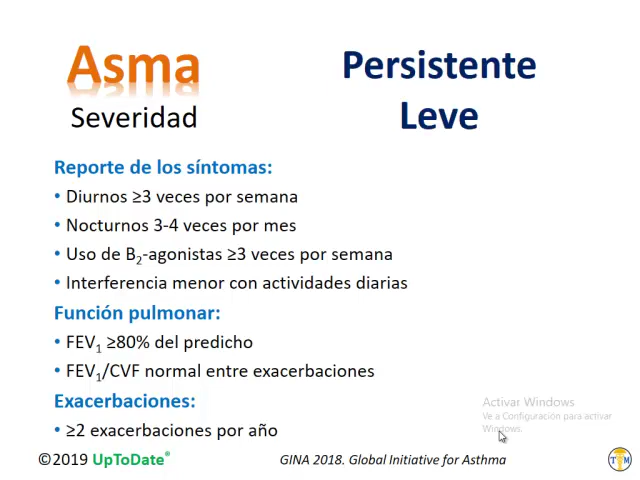 Asma
Severidad
Persistente
Leve
Reporte de los síntomas:
• Diurnos ≥3 veces por semana
• Nocturnos 3-4 veces por mes
• Uso de B2-agonistas ≥3 veces por semana
• Interferencia menor con actividades diarias
Función pulmonar:
• FEV1 ≥80% del predicho
• FEV1/CVF normal entre exacerbaciones
Exacerbaciones:
• ≥2 exacerbaciones por año
Activar Windows
Ve a Configuración para activar
Windows.
©2019 UpToDate®
GINA 2018. Global Initiative for Asthma
T M